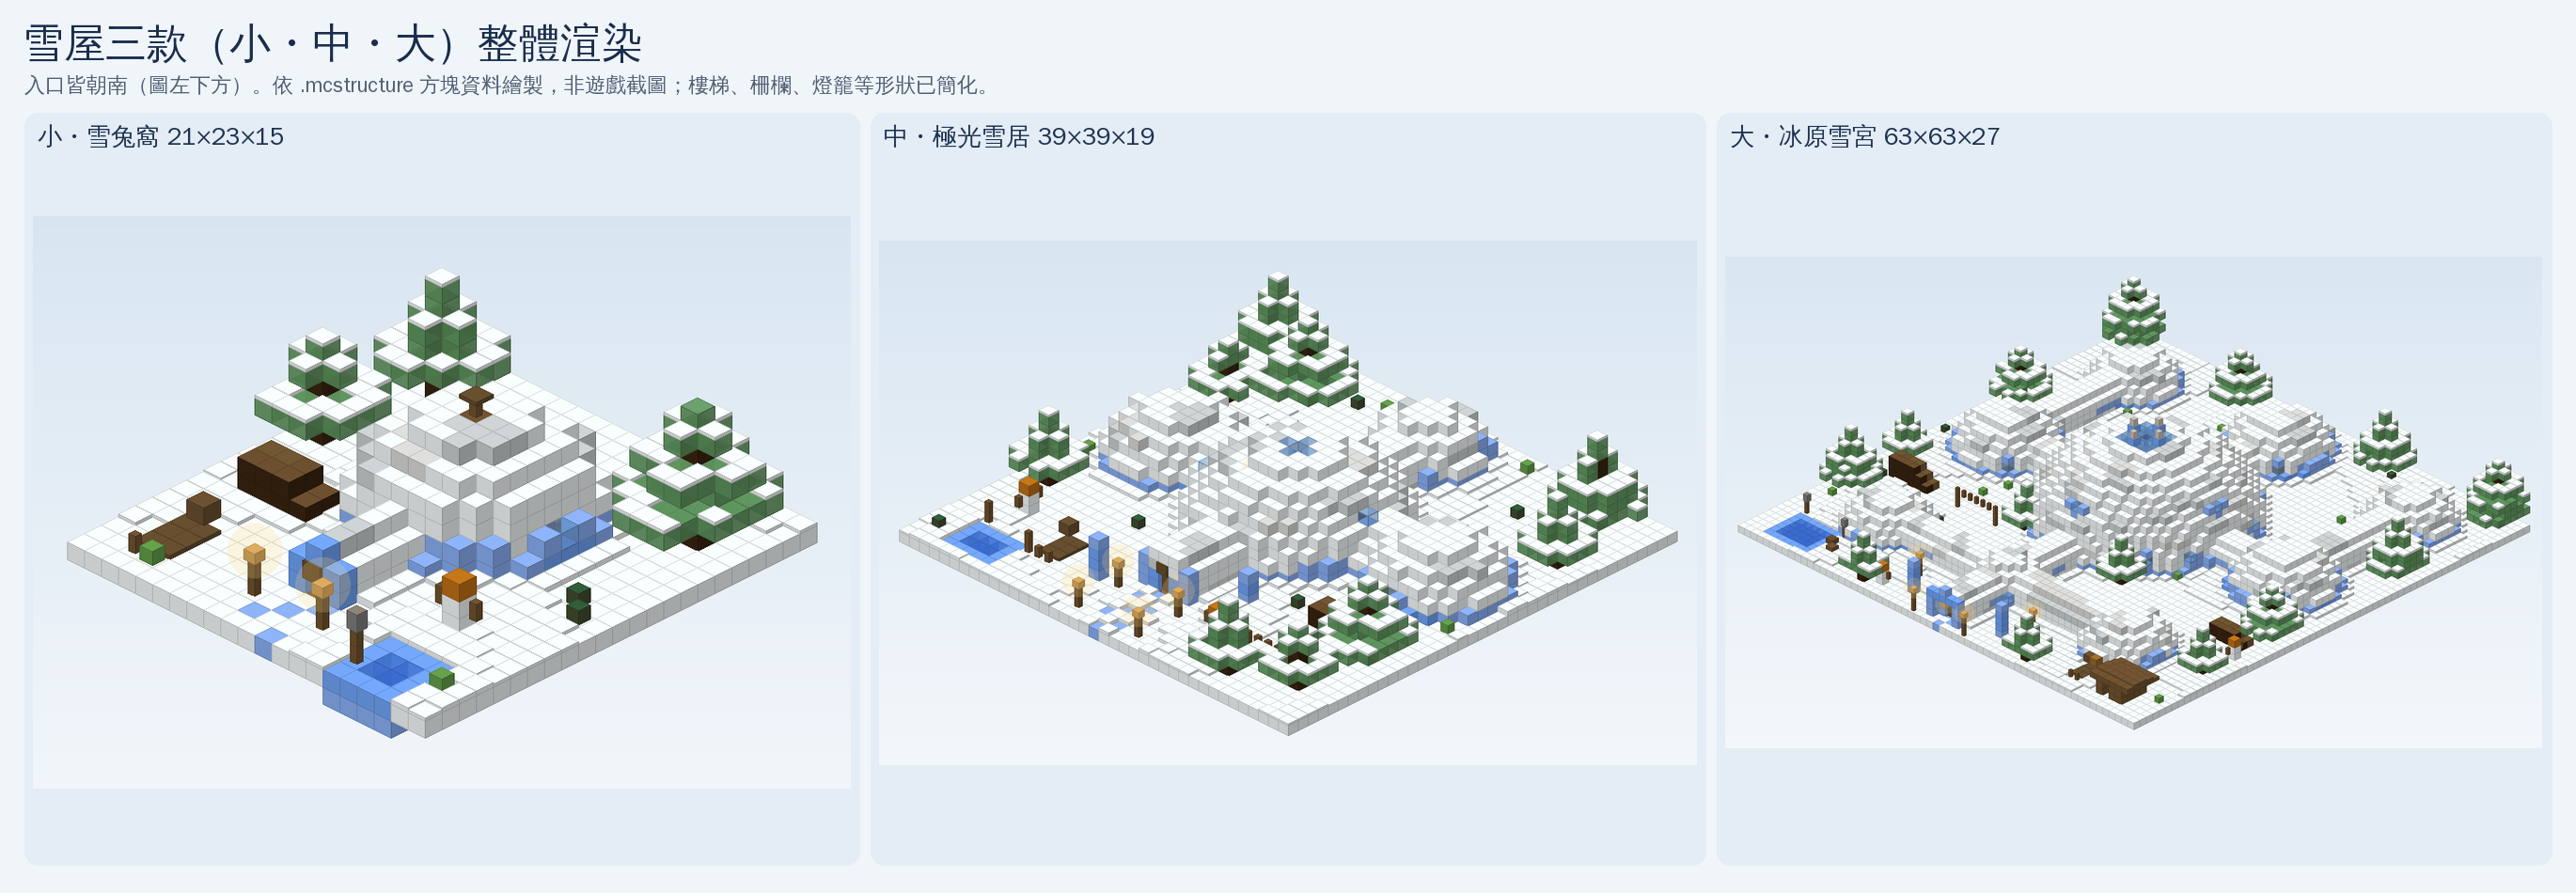 雪屋三款（小・中・大）整體渲染
入口皆朝南（圖左下方）。依 .mcstructure 方塊資料繪製，非遊戲截圖；樓梯、柵欄、燈籠等形狀已簡化。
小・雪兔窩 21×23×15
中・極光雪居 39×39×19
大・冰原雪宮 63×63×27